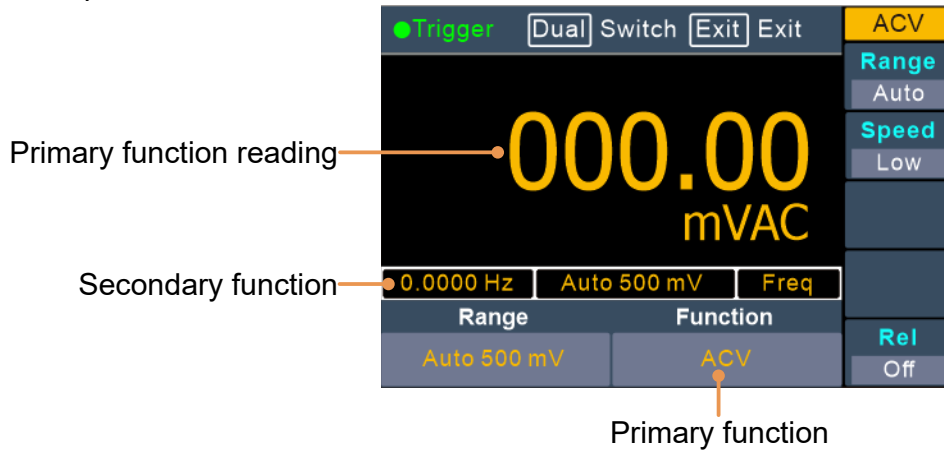 Trigger Dual Switch Exit Exit
ACV
Range
Auto
Speed
Low
Primary function reading
000.00
mVAC
Secondary function
0.0000 Hz Auto 500 mV Freq
Range Function
Auto 500 mV ACV
Rel
Off
Primary function